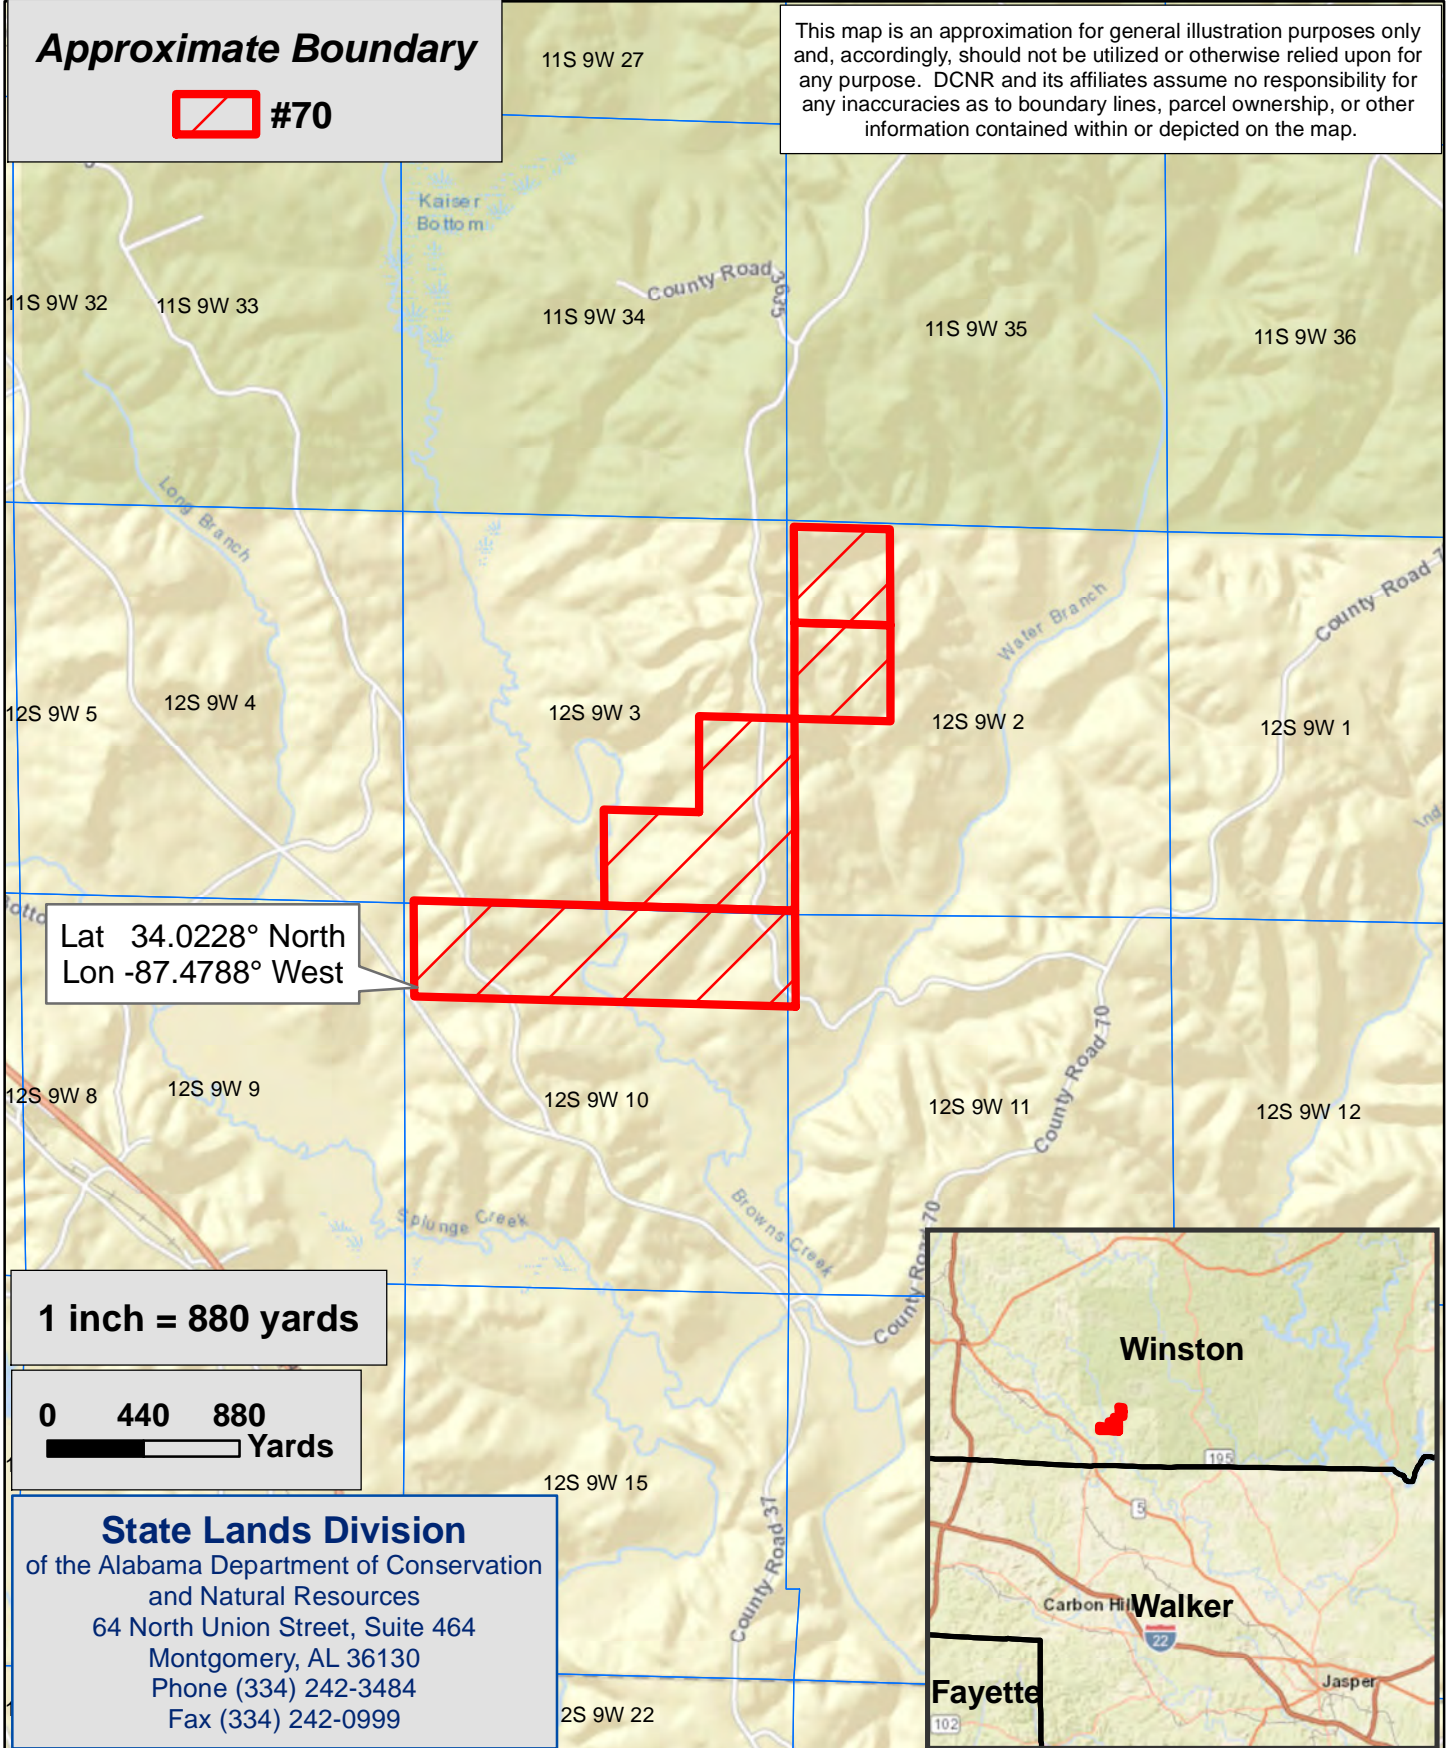 Approximate Boundary
#70
This map is an approximation for general illustration purposes only
and, accordingly, should not be utilized or otherwise relied upon for
any purpose. DCNR and its affiliates assume no responsibility for
any inaccuracies as to boundary lines, parcel ownership, or other
information contained within or depicted on the map.
11S 9W 27
Kaiser
Bottom
County Road 3635
11S 9W 32
11S 9W 33
11S 9W 34
11S 9W 35
11S 9W 36
Long Branch
Water Branch
County Road 7
12S 9W 5
12S 9W 4
12S 9W 3
12S 9W 2
12S 9W 1
Ind
Botto
Lat 34.0228° North
Lon -87.4788° West
County Road 70
12S 9W 8
12S 9W 9
12S 9W 10
12S 9W 11
12S 9W 12
Splunge Creek
Browns Creek
County Road 70
1 inch = 880 yards
0 440 880
Yards
12S 9W 15
County Road 37
2S 9W 22
State Lands Division
of the Alabama Department of Conservation
and Natural Resources
64 North Union Street, Suite 464
Montgomery, AL 36130
Phone (334) 242-3484
Fax (334) 242-0999
Winston
195
5
Carbon Hill
Walker
22
Jasper
Fayette
102